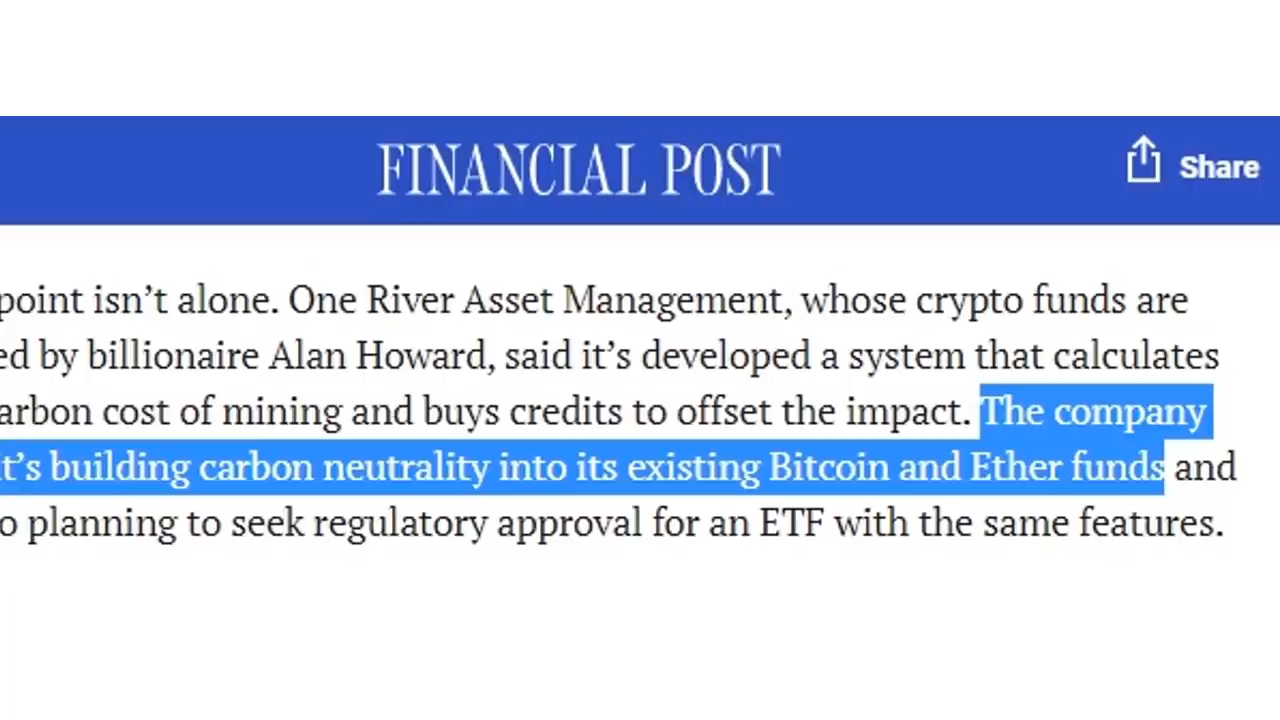 FINANCIAL POST
Share
point isn’t alone. One River Asset Management, whose crypto funds are
ed by billionaire Alan Howard, said it’s developed a system that calculates
arbon cost of mining and buys credits to offset the impact. The company
t’s building carbon neutrality into its existing Bitcoin and Ether funds and
o planning to seek regulatory approval for an ETF with the same features.